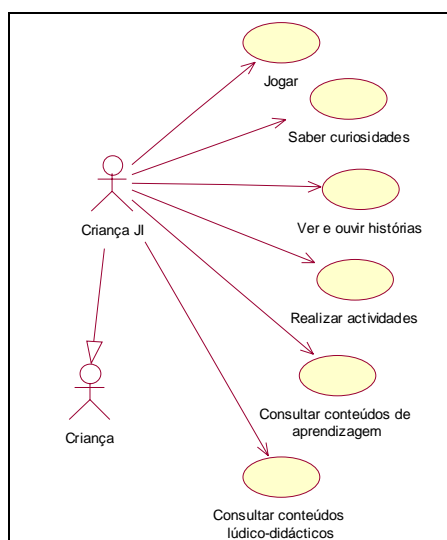 Jogar
Saber curiosidades
Criança JI
Ver e ouvir histórias
Realizar actividades
Criança
Consultar conteúdos de
aprendizagem
Consultar conteúdos
lúdico-didácticos